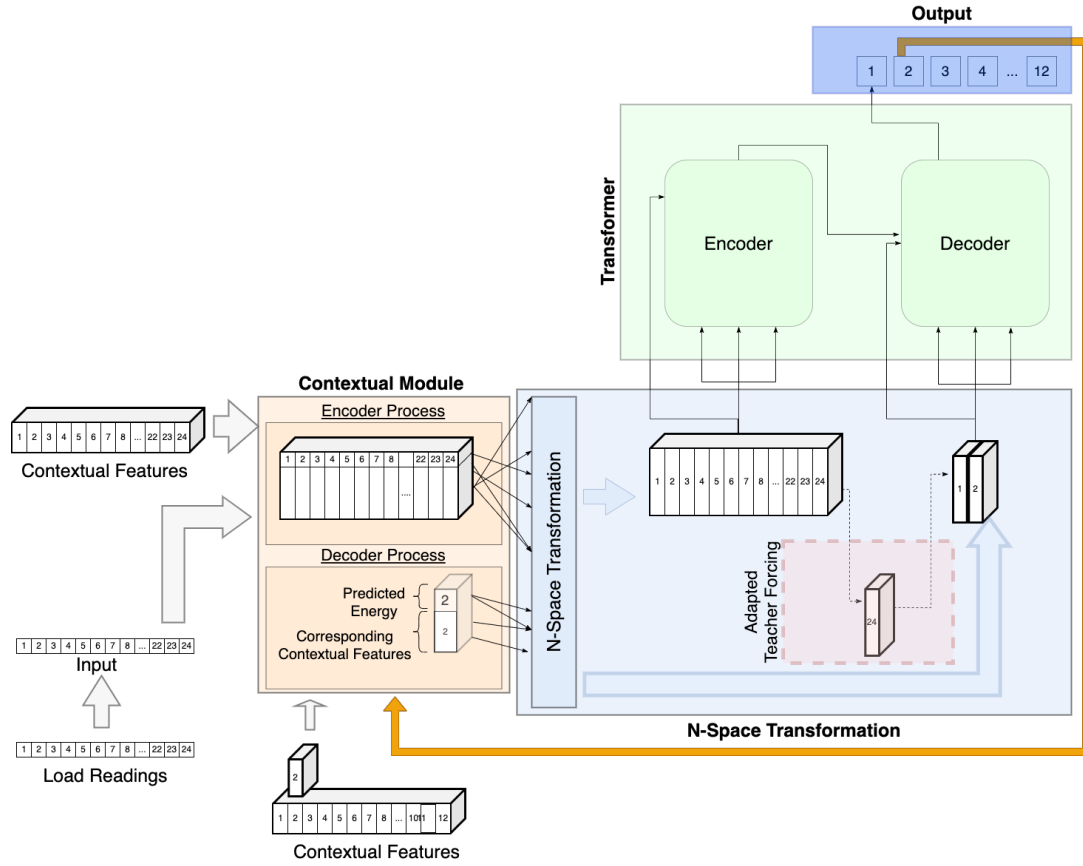 Output
1 2 3 4 ... 12
Transformer
Encoder
Decoder
Contextual Module
Encoder Process
1 2 3 4 5 6 7 8 ... 22 23 24
Contextual Features
1 2 3 4 5 6 7 8 22 23 24
....
N-Space Transformation
1 2 3 4 5 6 7 8 ... 22 23 24
1 2
Decoder Process
Predicted
Energy
2
Corresponding
Contextual Features
2
Adapted
Teacher Forcing
24
1 2 3 4 5 6 7 8 ... 22 23 24
Input
N-Space Transformation
1 2 3 4 5 6 7 8 ... 22 23 24
Load Readings
2
1 2 3 4 5 6 7 8 ... 10 11 12
Contextual Features